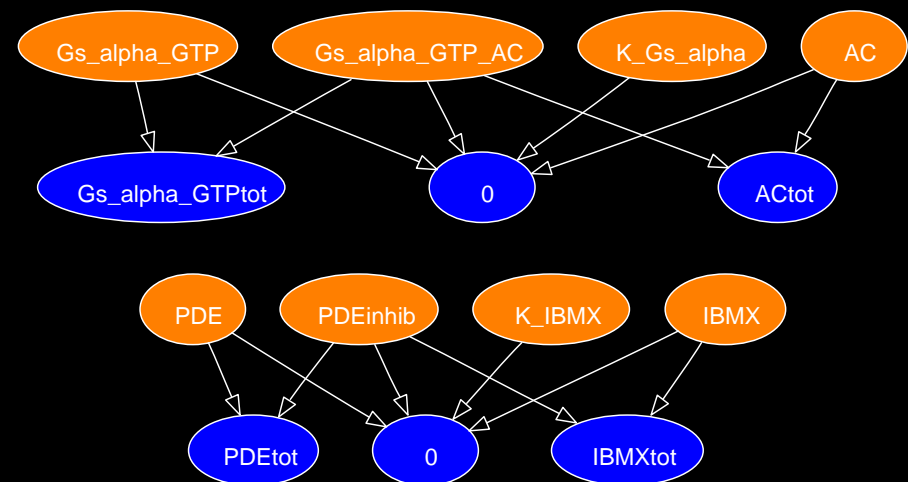 Gs_alpha_GTP Gs_alpha_GTP_AC K_Gs_alpha AC
Gs_alpha_GTPtot 0 ACtot
PDE PDEinhib K_IBMX IBMX
PDEtot 0 IBMXtot